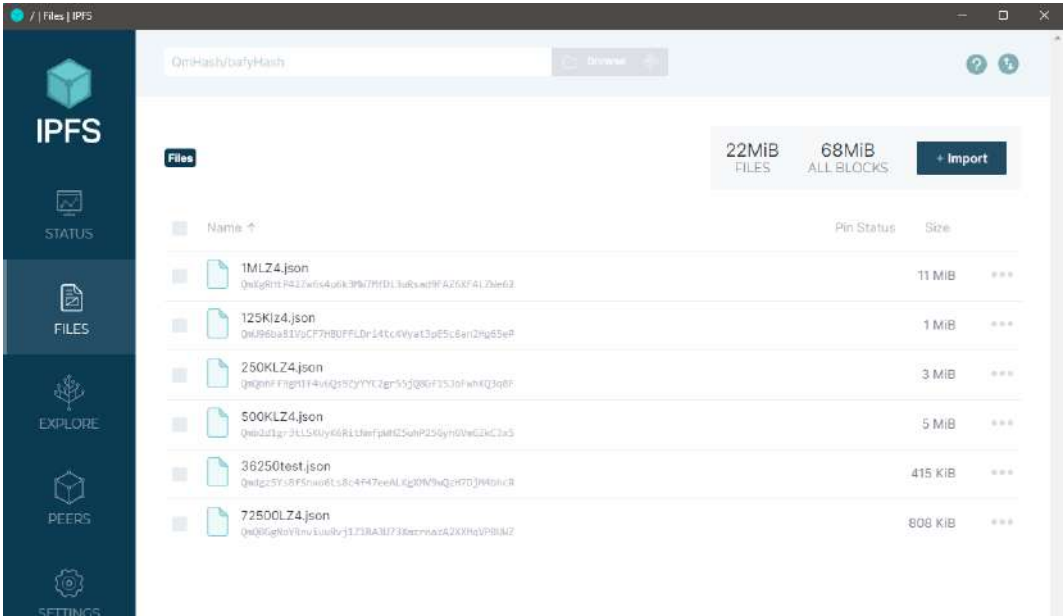 / | Files | IPFS
QmHash/bafyHash
Browse
IPFS
Files
22MiB
FILES
68MiB
ALL BLOCKS
+ Import
STATUS
Name ↑
Pin Status
Size
1MLZ4.json
11 MiB
125Klz4.json
1 MiB
FILES
250KLZ4.json
3 MiB
EXPLORE
500KLZ4.json
5 MiB
36250test.json
415 KiB
PEERS
72500LZ4.json
808 KiB
SETTINGS